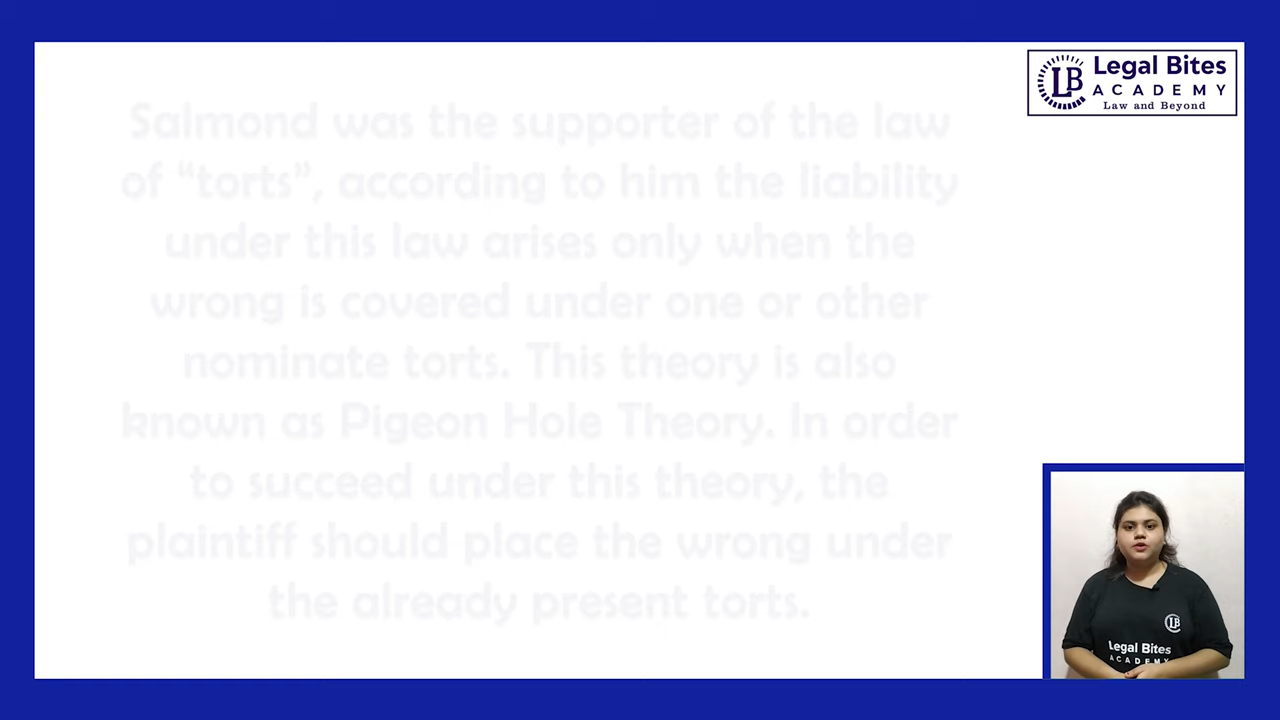 Legal Bites
ACADEMY
Law and Beyond
LB
Salmond was the supporter of the law
of “torts”, according to him the liability
under this law arises only when the
wrong is covered under one or other
nominate torts. This theory is also
known as Pigeon Hole Theory. In order
to succeed under this theory, the
plaintiff should place the wrong under
the already present torts.
LB
Legal Bites
ACADEMY